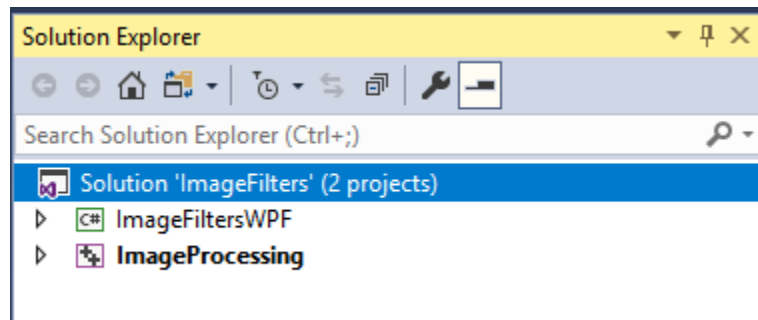 Solution Explorer
Search Solution Explorer (Ctrl+;)
Solution 'ImageFilters' (2 projects)
C# ImageFiltersWPF
ImageProcessing